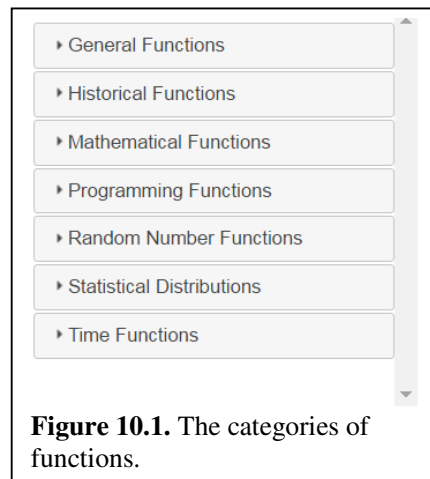 General Functions
Historical Functions
Mathematical Functions
Programming Functions
Random Number Functions
Statistical Distributions
Time Functions
Figure 10.1. The categories of
functions.